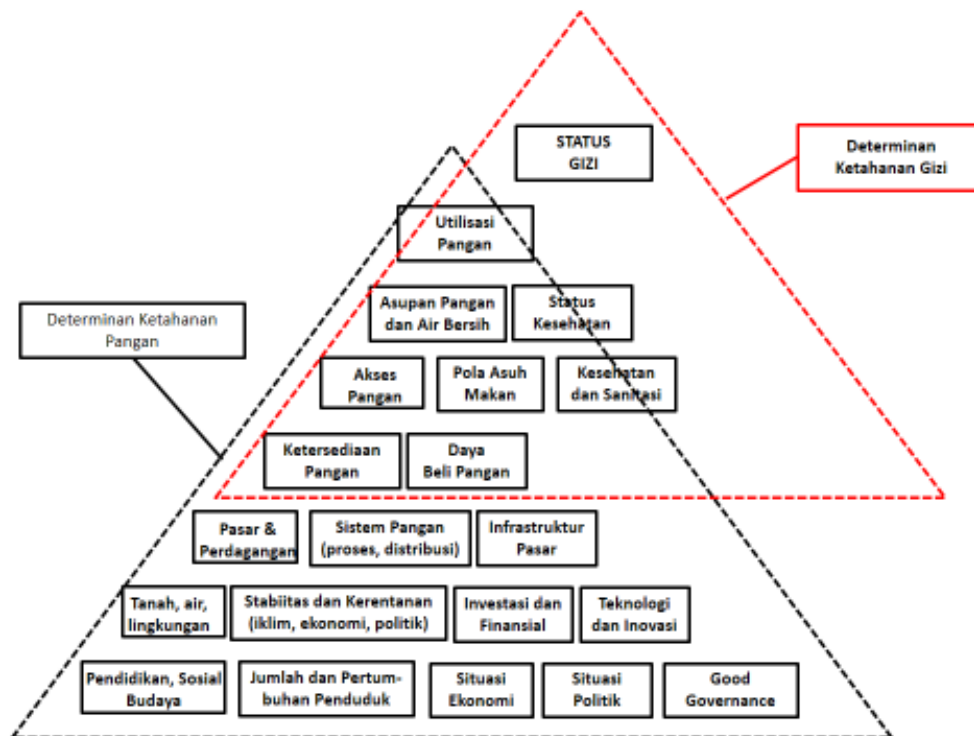 STATUS
GIZI
Determinan
Ketahanan Gizi
Utilisasi
Pangan
Asupan Pangan
dan Air Bersih
Status
Kesehatan
Determinan Ketahanan
Pangan
Akses
Pangan
Pola Asuh
Makan
Kesehatan
dan Sanitasi
Ketersediaan
Pangan
Daya
Beli Pangan
Pasar &
Perdagangan
Sistem Pangan
(proses, distribusi)
Infrastruktur
Pasar
Tanah, air,
lingkungan
Stabiitas dan Kerentanan
(iklim, ekonomi, politik)
Investasi dan
Finansial
Teknologi
dan Inovasi
Pendidikan, Sosial
Budaya
Jumlah dan Pertum-
buhan Penduduk
Situasi
Ekonomi
Situasi
Politik
Good
Governance